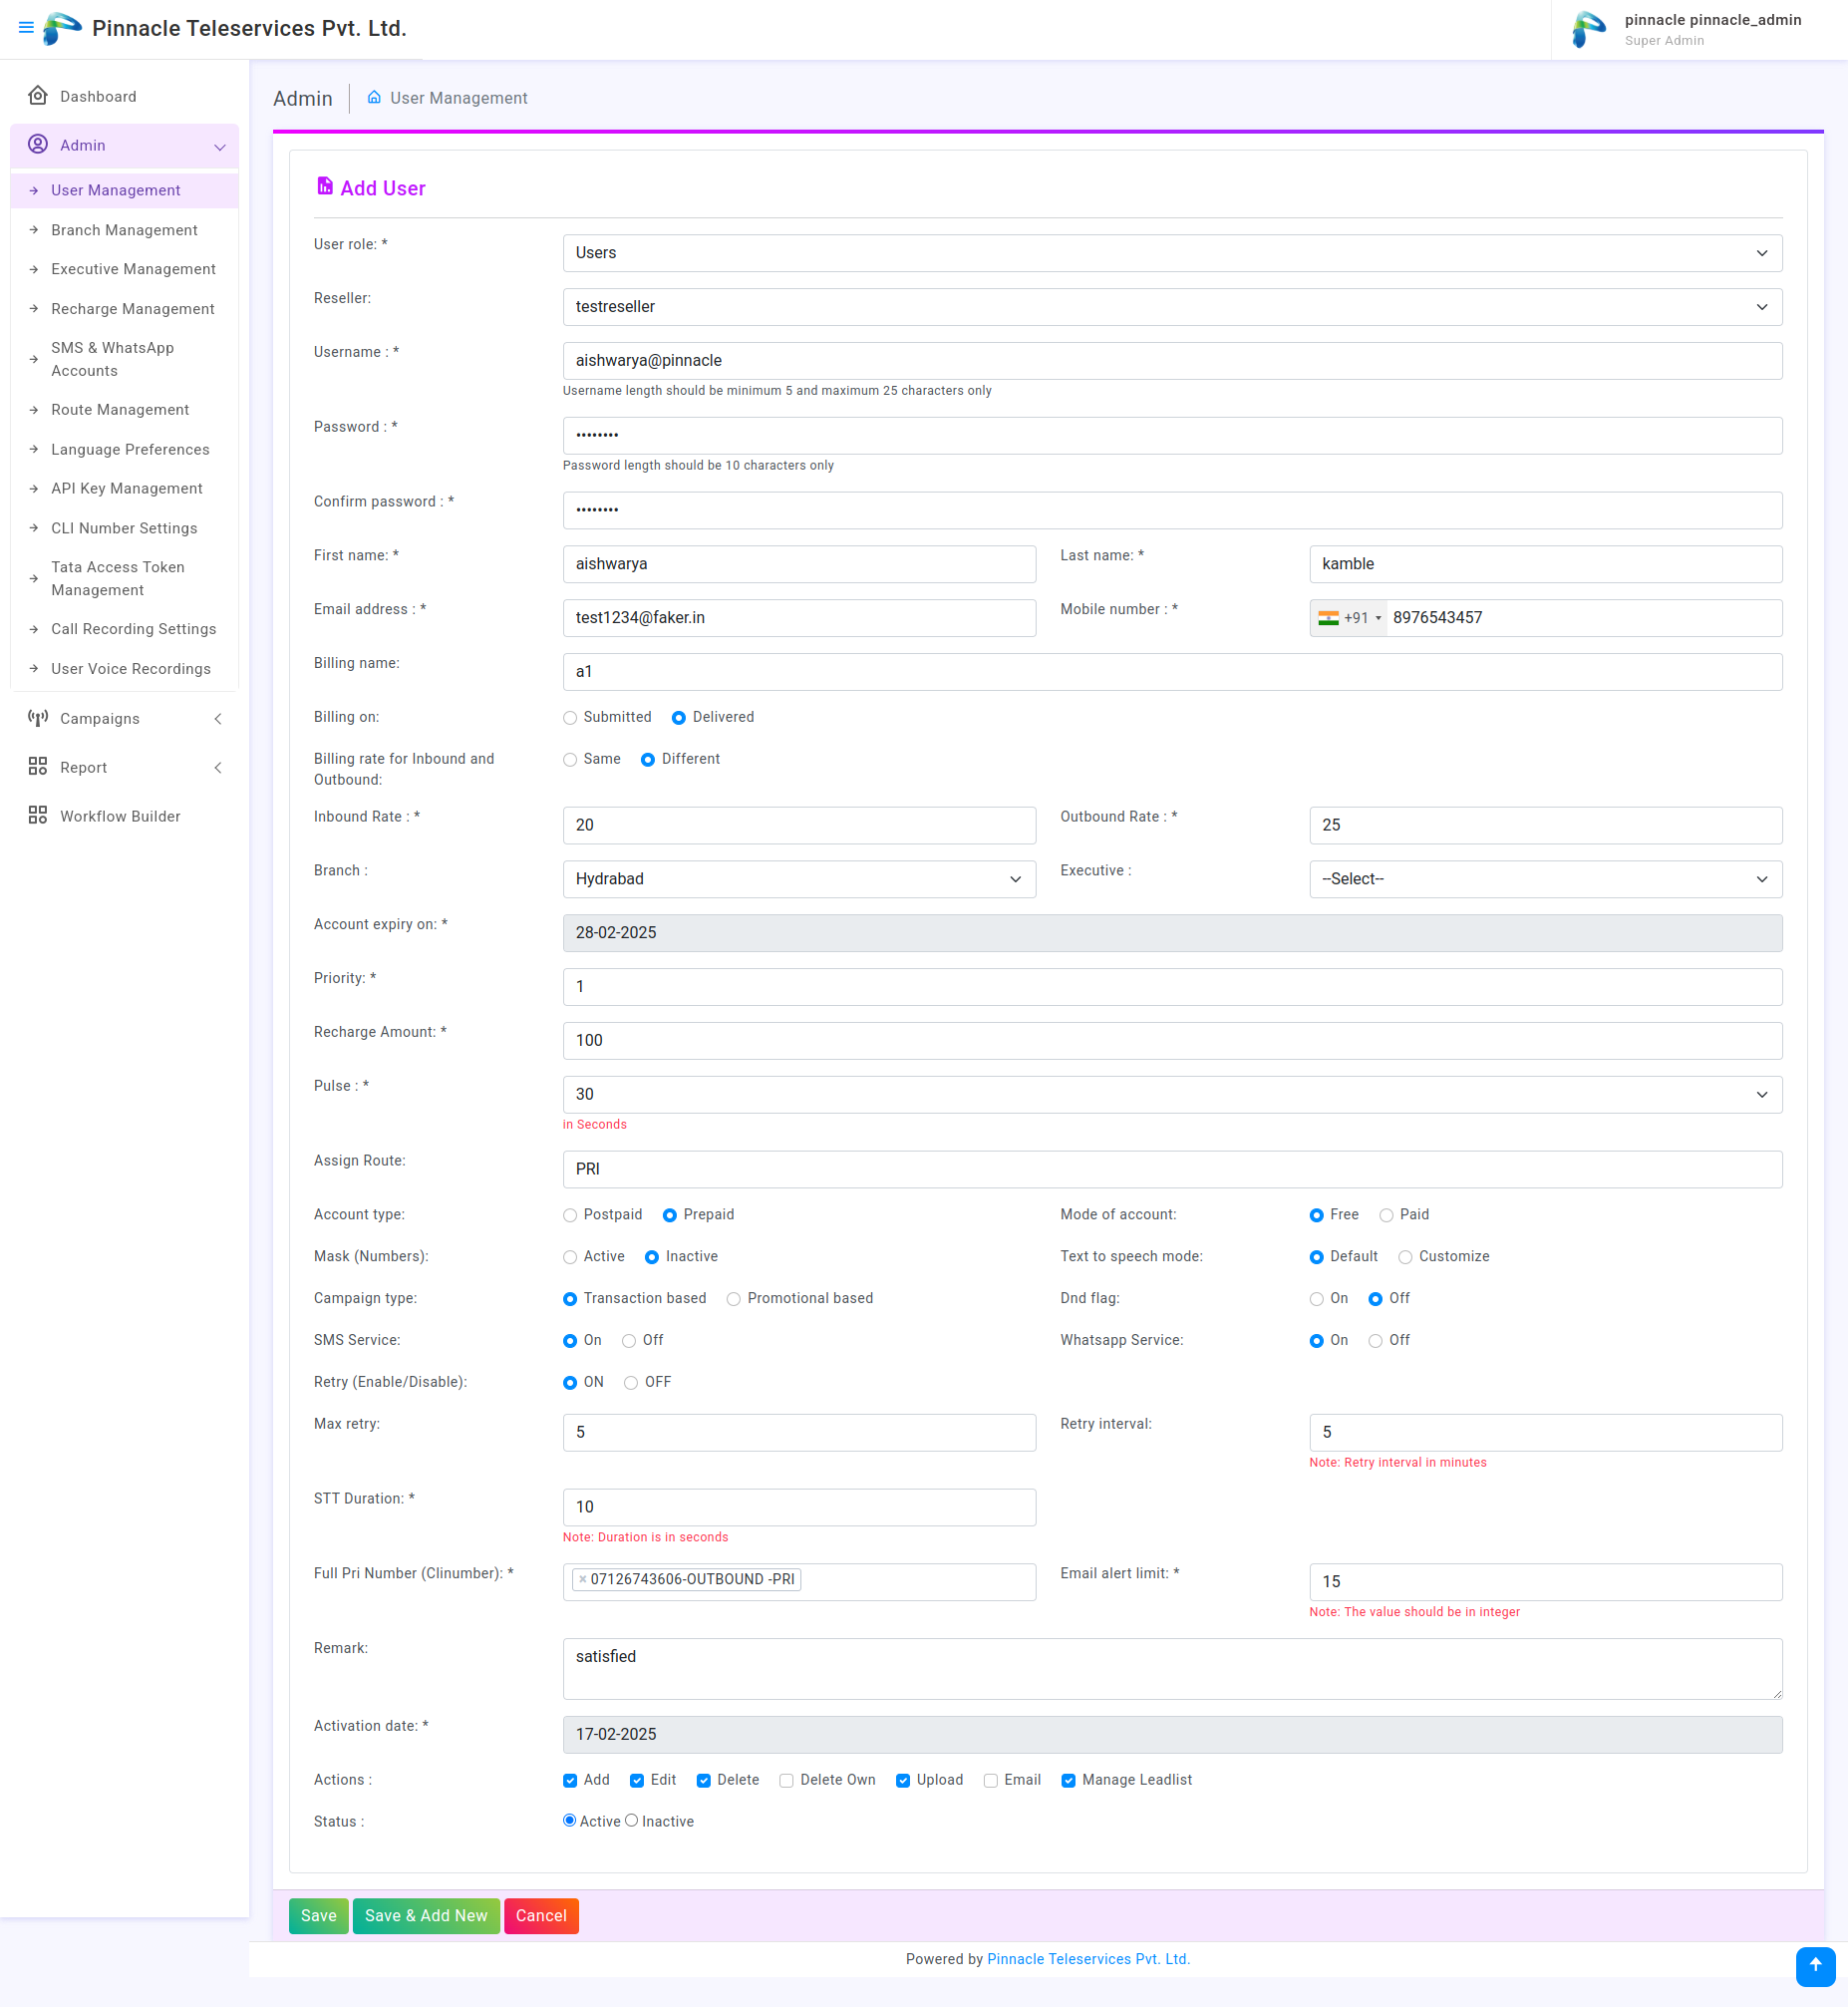 Pinnacle Teleservices Pvt. Ltd.
pinnacle pinnacle_admin
Super Admin
Dashboard
Admin
User Management
Branch Management
Executive Management
Recharge Management
SMS & WhatsApp
Accounts
Route Management
Language Preferences
API Key Management
CLI Number Settings
Tata Access Token
Management
Call Recording Settings
User Voice Recordings
Campaigns
Report
Workflow Builder
Admin User Management
Add User
User role: * Users
Reseller: testreseller
Username : * aishwarya@pinnacle
Username length should be minimum 5 and maximum 25 characters only
Password : * ••••••••
Password length should be 10 characters only
Confirm password : * ••••••••
First name: * aishwarya Last name: * kamble
Email address : * test1234@faker.in Mobile number : * +91 8976543457
Billing name: a1
Billing on: Submitted Delivered
Billing rate for Inbound and Same Different
Outbound:
Inbound Rate : * 20 Outbound Rate : * 25
Branch : Hydrabad Executive : --Select--
Account expiry on: * 28-02-2025
Priority: * 1
Recharge Amount: * 100
Pulse : * 30
in Seconds
Assign Route: PRI
Account type: Postpaid Prepaid Mode of account: Free Paid
Mask (Numbers): Active Inactive Text to speech mode: Default Customize
Campaign type: Transaction based Promotional based Dnd flag: On Off
SMS Service: On Off Whatsapp Service: On Off
Retry (Enable/Disable): ON OFF
Max retry: 5 Retry interval: 5
Note: Retry interval in minutes
STT Duration: * 10
Note: Duration is in seconds
Full Pri Number (Clinumber): * × 07126743606-OUTBOUND -PRI Email alert limit: * 15
Note: The value should be in integer
Remark: satisfied
Activation date: * 17-02-2025
Actions : Add Edit Delete Delete Own Upload Email Manage Leadlist
Status : Active Inactive
Save Save & Add New Cancel
Powered by Pinnacle Teleservices Pvt. Ltd.